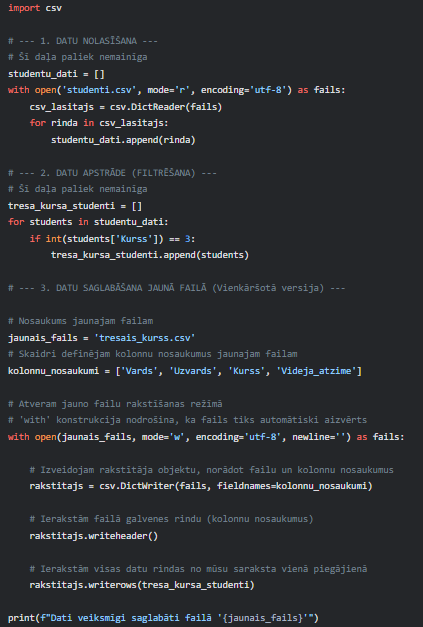 import csv
# --- 1. DATU NOLASĪŠANA ---
# Šī daļa paliek nemainiga
studentu_dati = []
with open('studenti.csv', mode='r', encoding='utf-8') as fails:
    csv_lasitajs = csv.DictReader(fails)
    for rinda in csv_lasitajs:
        studentu_dati.append(rinda)
# --- 2. DATU APSTRĀDE (FILTRĒŠANA) ---
# Šī daļa paliek nemainiga
tresa_kursa_studenti = []
for students in studentu_dati:
    if int(students['Kurss']) == 3:
        tresa_kursa_studenti.append(students)
# --- 3. DATU SAGLABĀŠANA JAUNĀ FAILĀ (Vienkāršotā versija) ---
# Nosaukums jaunajam failam
jaunais_fails = 'tresais_kurss.csv'
# Skaidri definējam kolonnu nosaukumus jaunajam failam
kolonnu_nosaukumi = ['Vards', 'Uzvards', 'Kurss', 'Videja_atzime']
# Atveram jauno failu rakstīšanas režīmā
# 'with' konstrukcija nodrošina, ka fails tiks automātiski aizvērts
with open(jaunais_fails, mode='w', encoding='utf-8', newline='') as fails:
    # Izveidojam rakstītāja objektu, norādot failu un kolonnu nosaukumus
    rakstitajs = csv.DictWriter(fails, fieldnames=kolonnu_nosaukumi)
    # Ierakstām failā galvenes rindu (kolonnu nosaukumus)
    rakstitajs.writeheader()
    # Ierakstām visas datu rindas no mūsu saraksta vienā piegājienā
    rakstitajs.writerows(tresa_kursa_studenti)
print(f"Dati veiksmīgi saglabāti failā '{jaunais_fails}'")